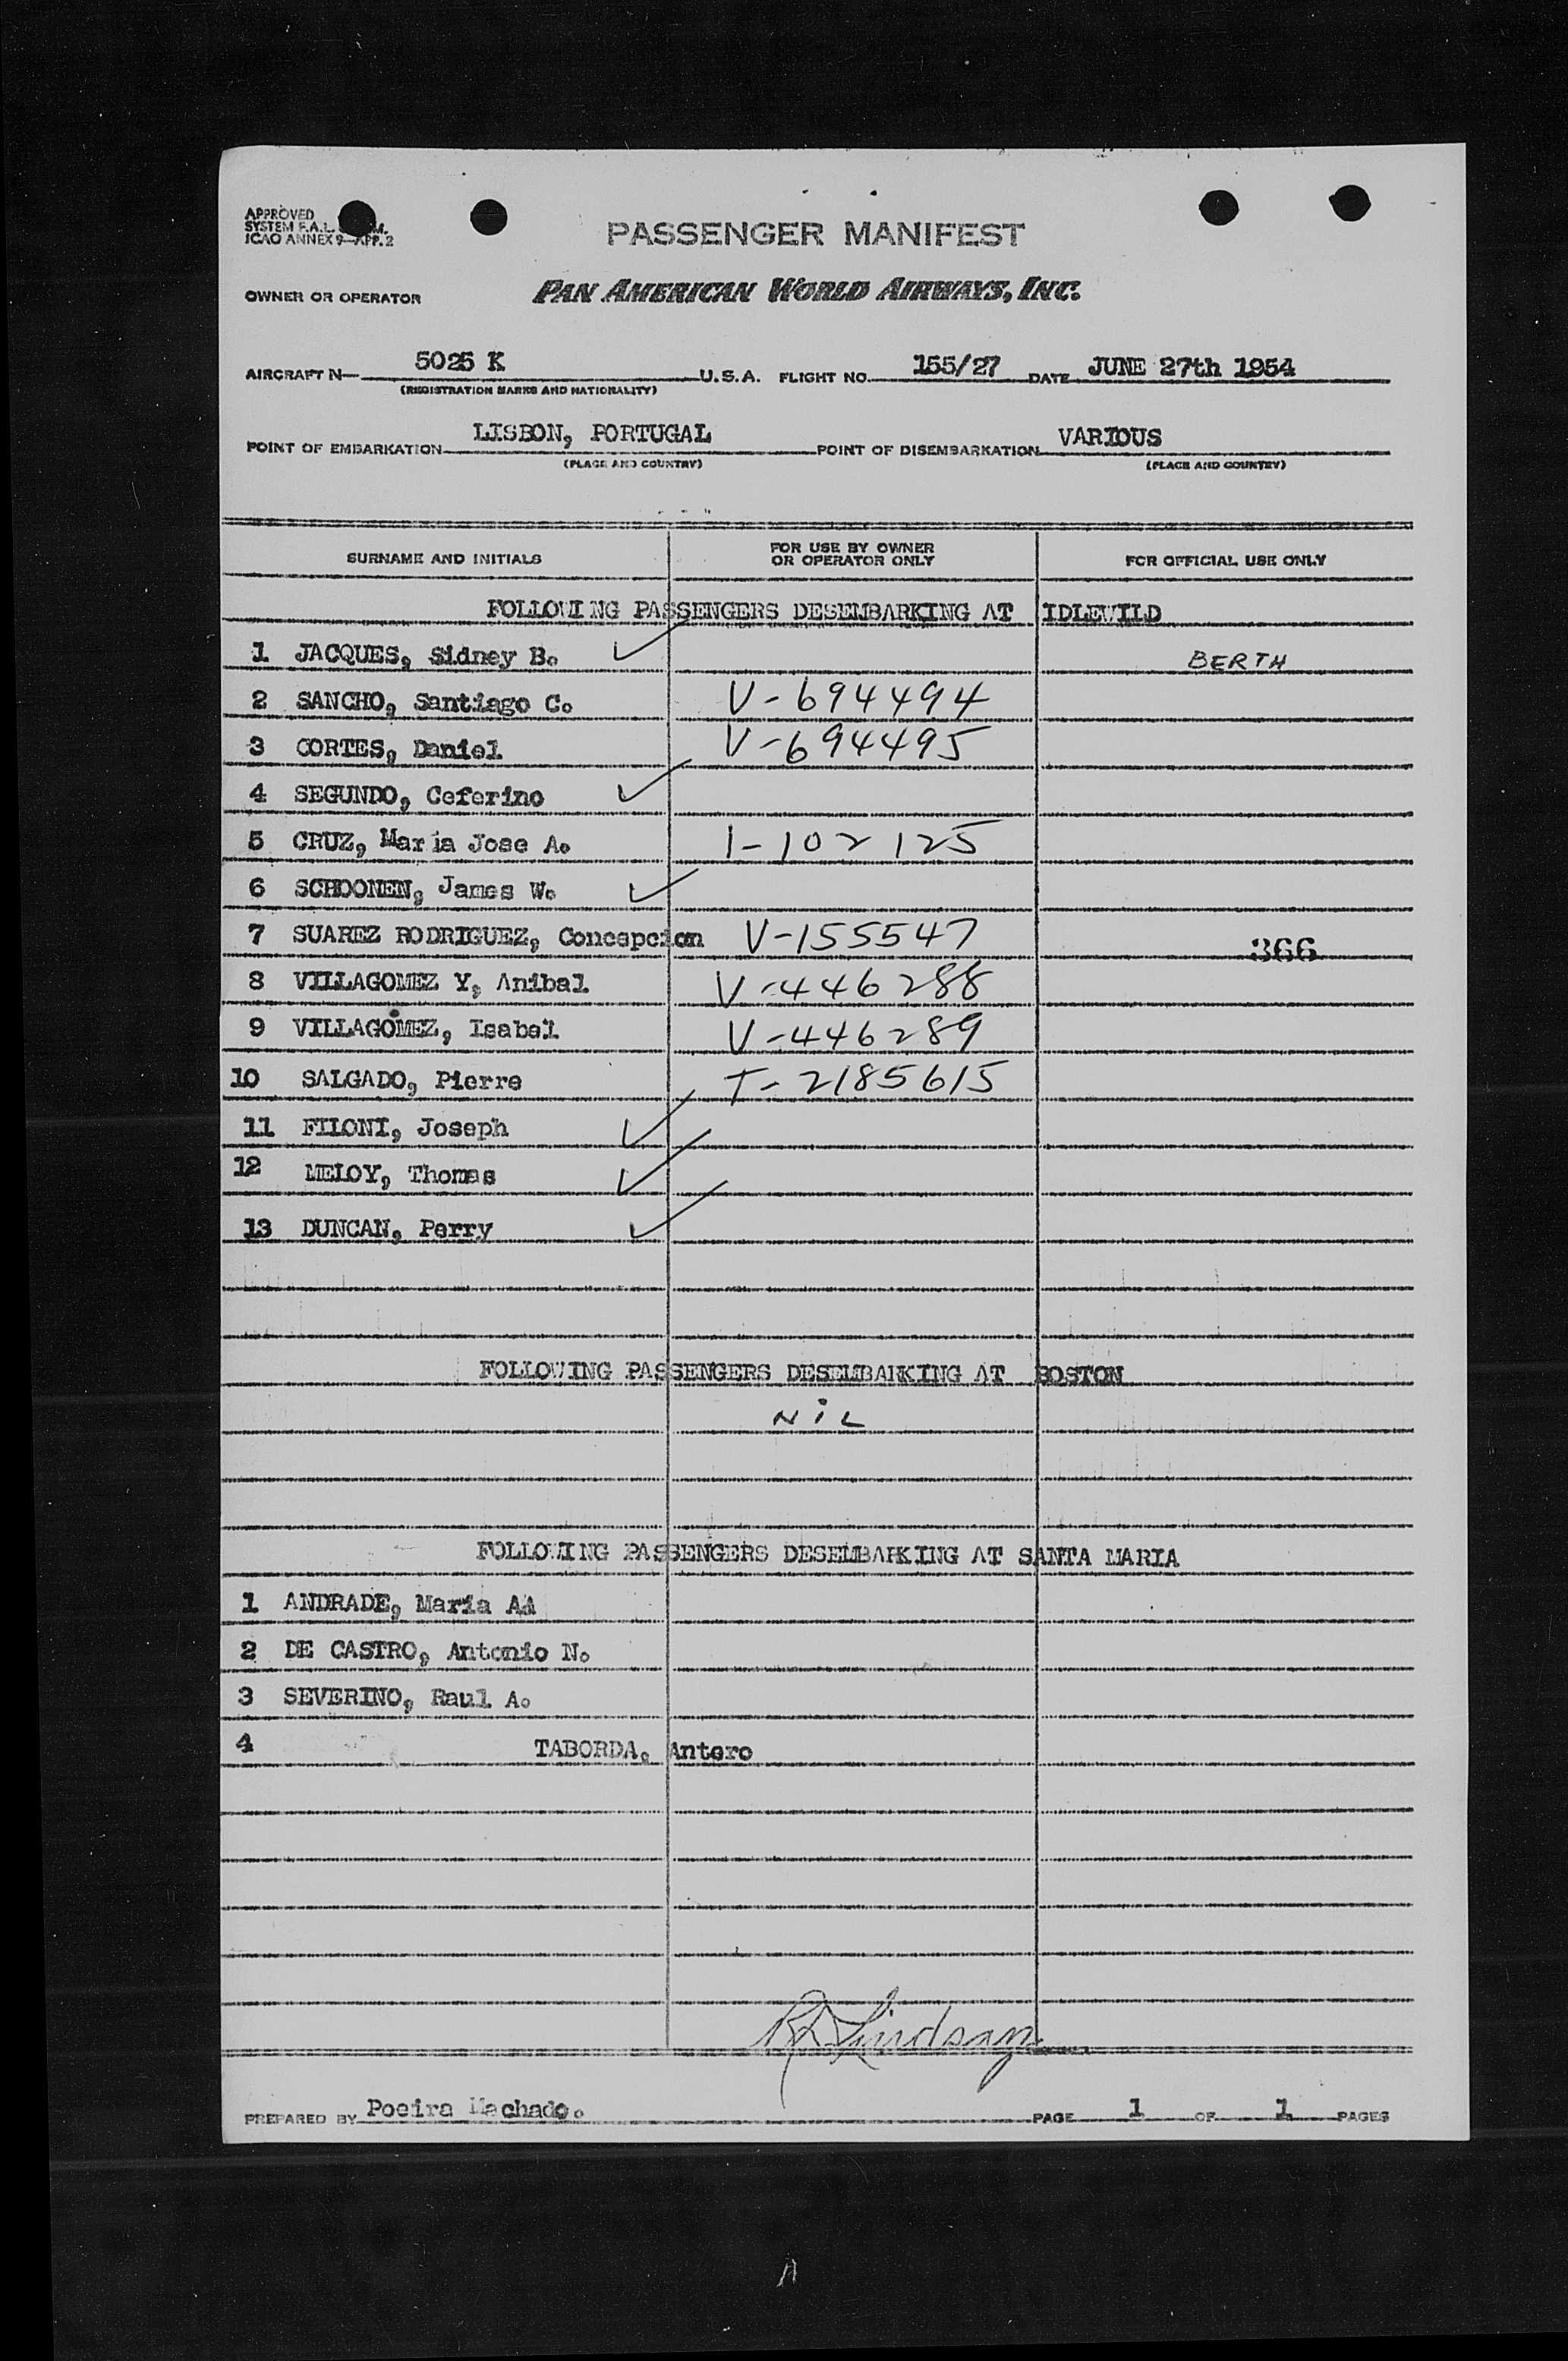 APPROVED
SYSTEM F.A.L. M.
ICAO ANNEX 9—APP. 2
PASSENGER MANIFEST
OWNER OR OPERATOR PAN AMERICAN WORLD AIRWAYS, INC.
AIRCRAFT N— 5025 K U.S.A. FLIGHT NO. 155/27 DATE JUNE 27th 1954
(REGISTRATION MARKS AND NATIONALITY)
POINT OF EMBARKATION LISBON, PORTUGAL POINT OF DISEMBARKATION VARIOUS
(PLACE AND COUNTRY) (PLACE AND COUNTRY)
SURNAME AND INITIALS FOR USE BY OWNER OR OPERATOR ONLY FOR OFFICIAL USE ONLY
FOLLOWING PASSENGERS DESEMBARKING AT IDLEWILD
1 JACQUES, Sidney B. ✓ BERTH
2 SANCHO, Santiago C. V-694494
3 CORTES, Daniel V-694495
4 SEGUNDO, Ceferino ✓
5 CRUZ, Maria Jose A. I-102125
6 SCHOONEN, James W. ✓
7 SUAREZ RODRIGUEZ, Concepcion V-155547 366
8 VILLAGOMEZ Y, Anibal V-446288
9 VILLAGOMEZ, Isabel V-446289
10 SALGADO, Pierre T-2185615
11 FILONI, Joseph ✓
12 MELOY, Thomas ✓
13 DUNCAN, Perry ✓
FOLLOWING PASSENGERS DESEMBARKING AT BOSTON
NIL
FOLLOWING PASSENGERS DESEMBARKING AT SANTA MARIA
1 ANDRADE, Maria AA
2 DE CASTRO, Antonio N.
3 SEVERINO, Raul A.
4 TABORDA, Antero
R Lindsay
PREPARED BY Poeira Machado. PAGE 1 OF 1 PAGES